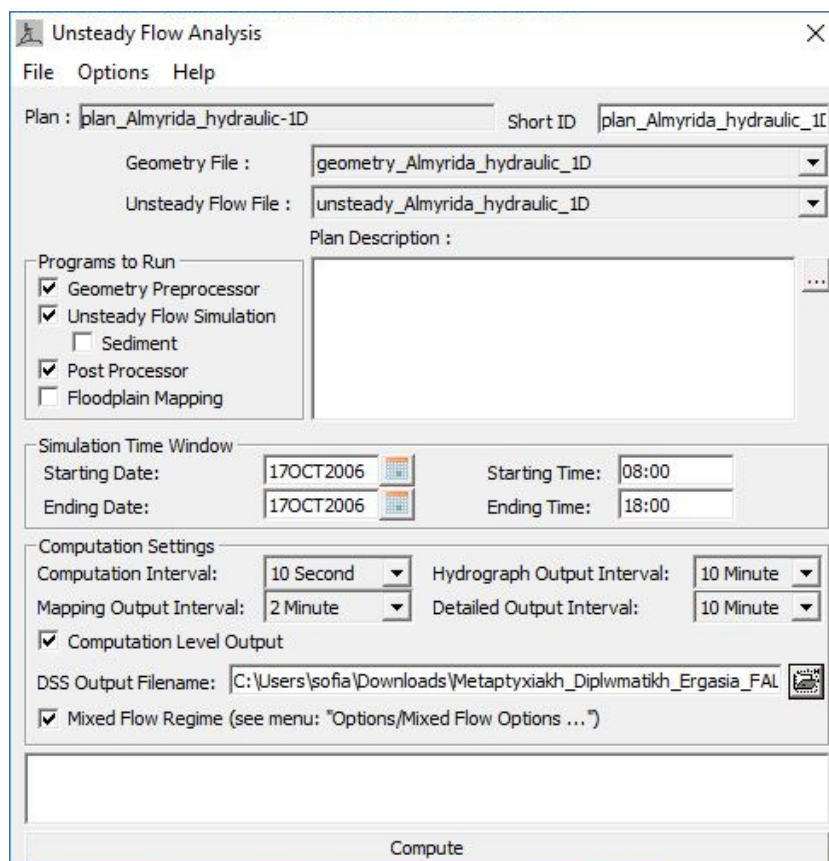 Unsteady Flow Analysis
File Options Help
Plan : plan_Almyrida_hydraulic-1D Short ID plan_Almyrida_hydraulic_1D
Geometry File : geometry_Almyrida_hydraulic_1D
Unsteady Flow File : unsteady_Almyrida_hydraulic_1D
Plan Description :
Programs to Run
Geometry Preprocessor
Unsteady Flow Simulation
Sediment
Post Processor
Floodplain Mapping
...
Simulation Time Window
Starting Date: 17OCT2006 Starting Time: 08:00
Ending Date: 17OCT2006 Ending Time: 18:00
Computation Settings
Computation Interval: 10 Second Hydrograph Output Interval: 10 Minute
Mapping Output Interval: 2 Minute Detailed Output Interval: 10 Minute
Computation Level Output
DSS Output Filename: C:\Users\sofia\Downloads\Metaptyxiakh_Diplwmatikh_Ergasia_FAL
Mixed Flow Regime (see menu: "Options/Mixed Flow Options ...")
Compute